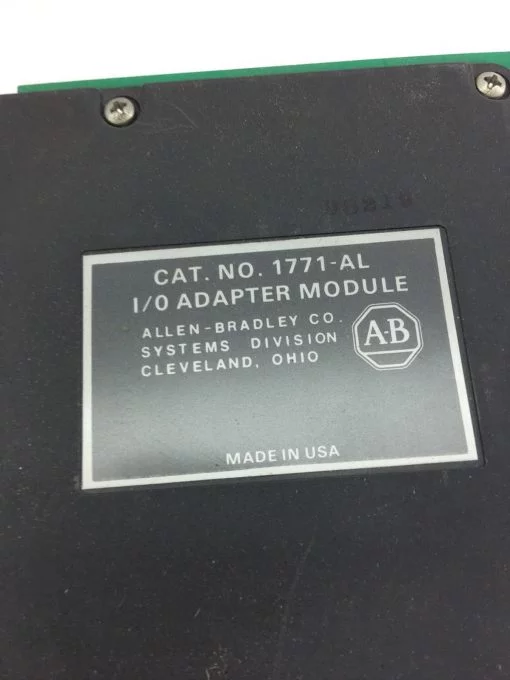 CAT. NO. 1771-AL
I/O ADAPTER MODULE
ALLEN-BRADLEY CO.
SYSTEMS DIVISION
CLEVELAND, OHIO
A-B
MADE IN USA